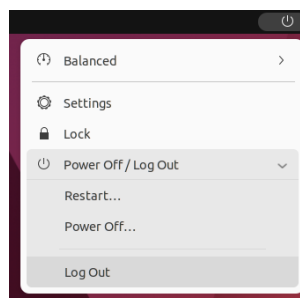 Balanced
Settings
Lock
Power Off / Log Out
Restart...
Power Off...
Log Out